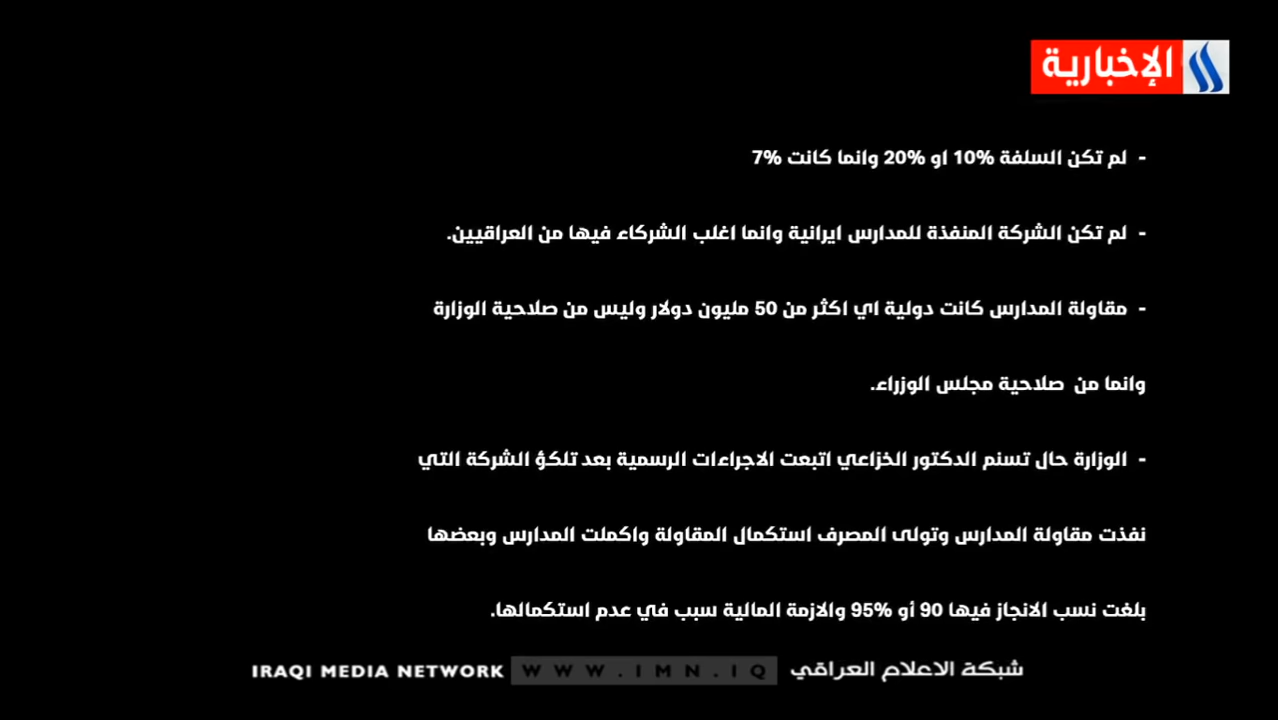 الإخبارية
- لم تكن السلفة 10% او 20% وانما كانت 7%
- لم تكن الشركة المنفذة للمدارس ايرانية وانما اغلب الشركاء فيها من العراقيين.
- مقاولة المدارس كانت دولية اي اكثر من 50 مليون دولار وليس من صلاحية الوزارة
وانما من صلاحية مجلس الوزراء.
- الوزارة حال تسنم الدكتور الخزاعي اتبعت الاجراءات الرسمية بعد تلكؤ الشركة التي
نفذت مقاولة المدارس وتولى المصرف استكمال المقاولة واكملت المدارس وبعضها
بلغت نسب الانجاز فيها 90 أو 95% والازمة المالية سبب في عدم استكمالها.
IRAQI MEDIA NETWORK WWW.IMN.IQ شبكة الاعلام العراقي